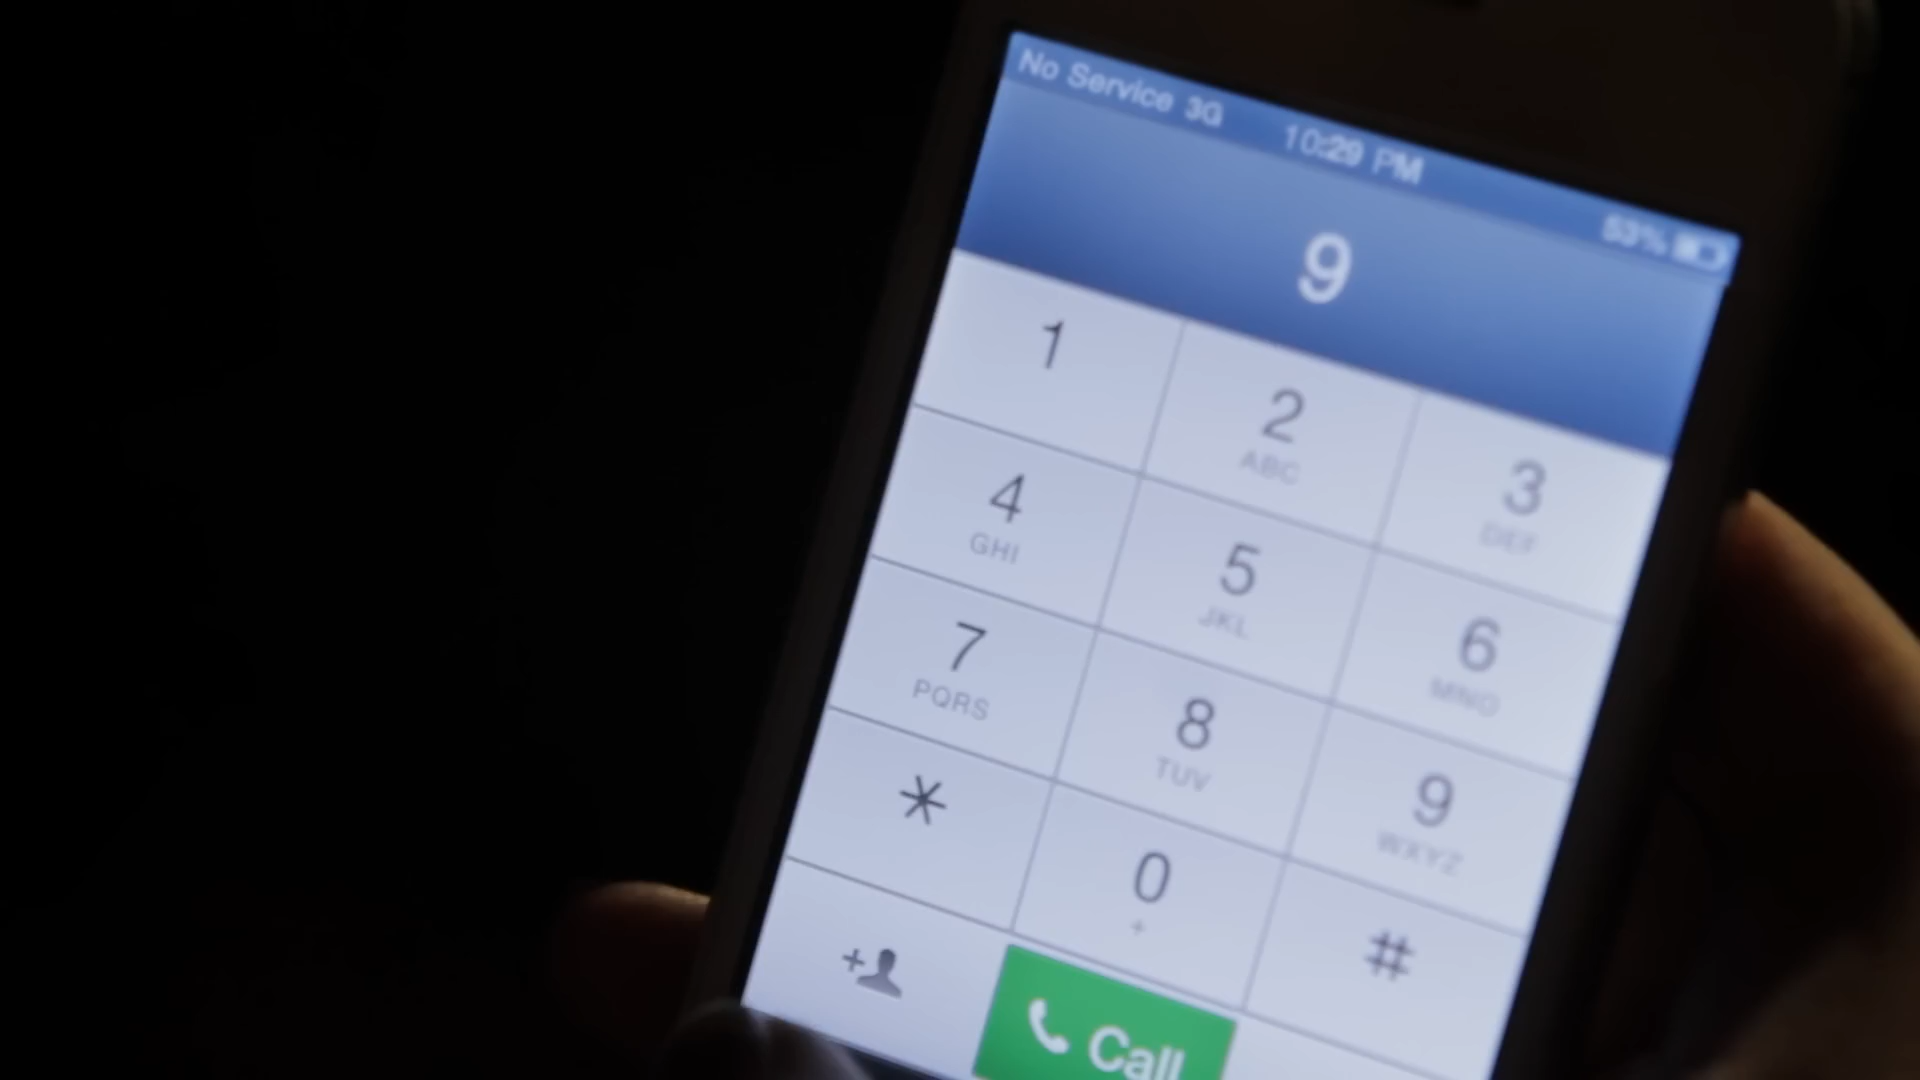 No Service 3G 10:29 PM 53%
9
1 2 3
ABC DEF
4 5 6
GHI JKL MNO
7 8 9
PQRS TUV WXYZ
* 0 #
+
+ Call